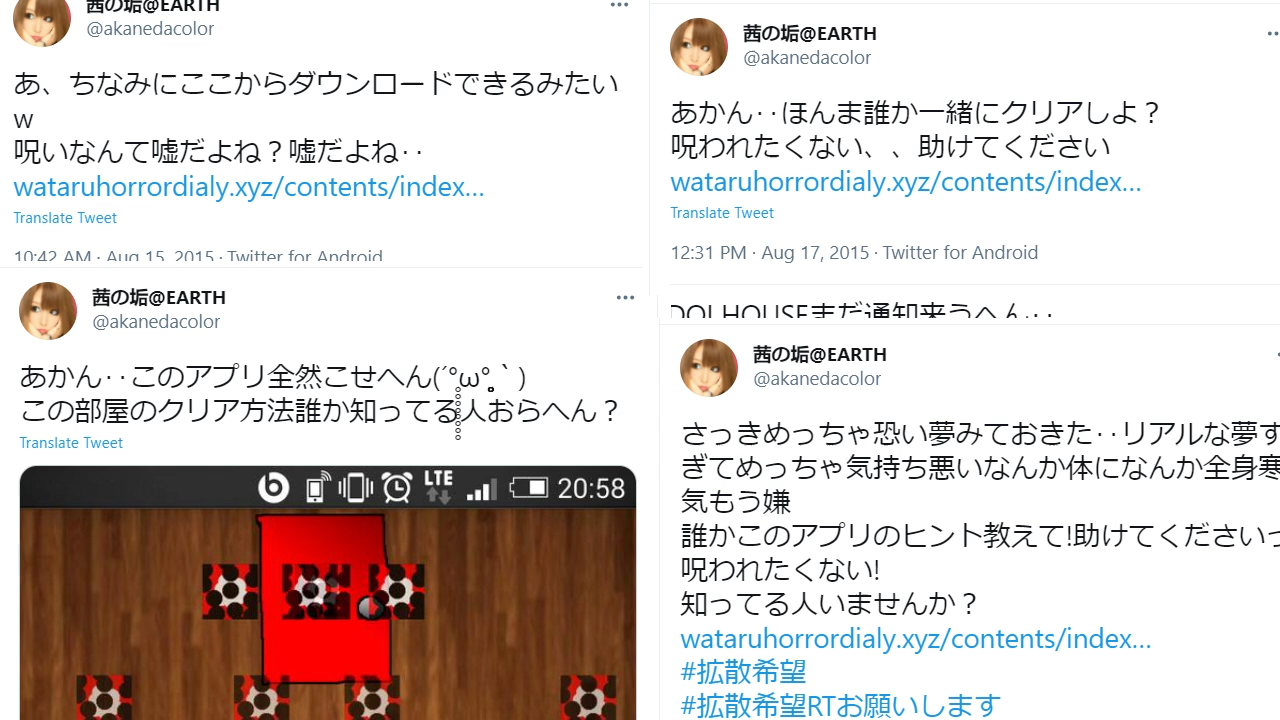 茜の垢@EARTH
@akanedacolor
あ、ちなみにここからダウンロードできるみたい
w
呪いなんて嘘だよね？嘘だよね‥
wataruhorrordialy.xyz/contents/index...
Translate Tweet
10:42 AM · Aug 15, 2015 · Twitter for Android
茜の垢@EARTH
@akanedacolor
あかん‥このアプリ全然こせへん(´°̥̥̥̥̥̥̥̥ω°̥̥̥̥̥̥̥̥｀)
この部屋のクリア方法誰か知ってる人おらへん？
Translate Tweet
LTE
20:58
茜の垢@EARTH
@akanedacolor
あかん‥ほんま誰か一緒にクリアしよ？
呪われたくない、、助けてください
wataruhorrordialy.xyz/contents/index...
Translate Tweet
12:31 PM · Aug 17, 2015 · Twitter for Android
DOLHOUSEまだ通知来うへん‥
茜の垢@EARTH
@akanedacolor
さっきめっちゃ恐い夢みておきた‥リアルな夢す
ぎてめっちゃ気持ち悪いなんか体になんか全身寒
気もう嫌
誰かこのアプリのヒント教えて!助けてくださいっ
呪われたくない!
知ってる人いませんか？
wataruhorrordialy.xyz/contents/index...
#拡散希望
#拡散希望RTお願いします